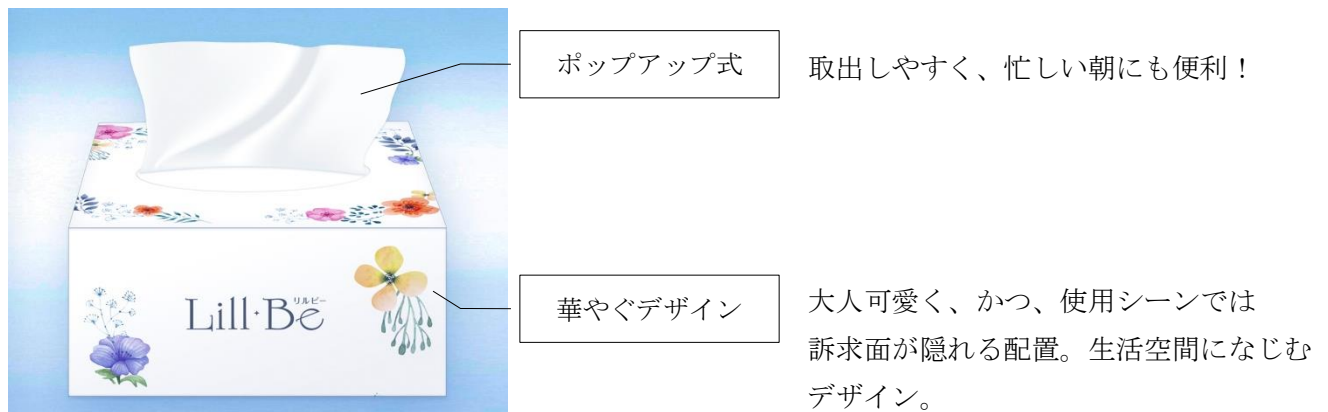 ポップアップ式
取出しやすく、忙しい朝にも便利！
リルビー
Lill·Be
華やぐデザイン
大人可愛く、かつ、使用シーンでは
訴求面が隠れる配置。生活空間になじむ
デザイン。